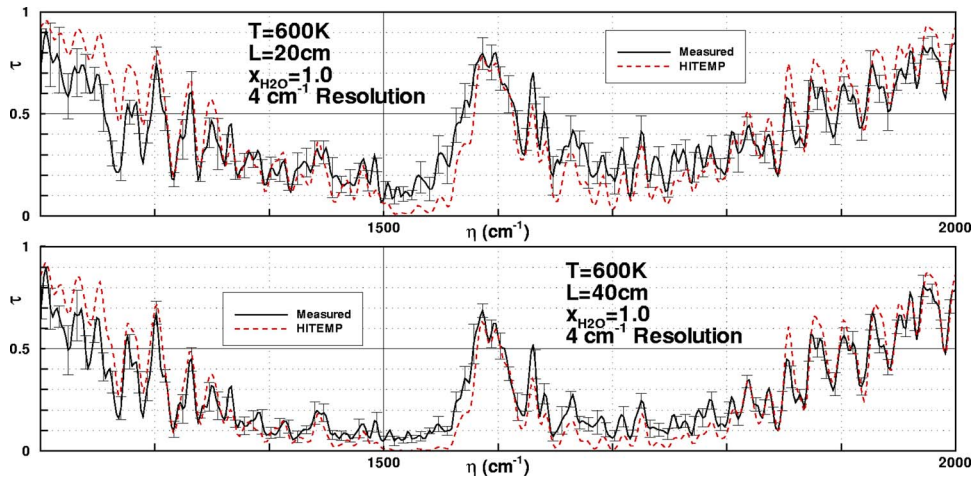 1
τ
0.5
0
T=600K
L=20cm
xH2O=1.0
4 cm-1 Resolution
Measured
HITEMP
1500
η (cm-1)
2000
1
τ
0.5
0
Measured
HITEMP
T=600K
L=40cm
xH2O=1.0
4 cm-1 Resolution
1500
η (cm-1)
2000